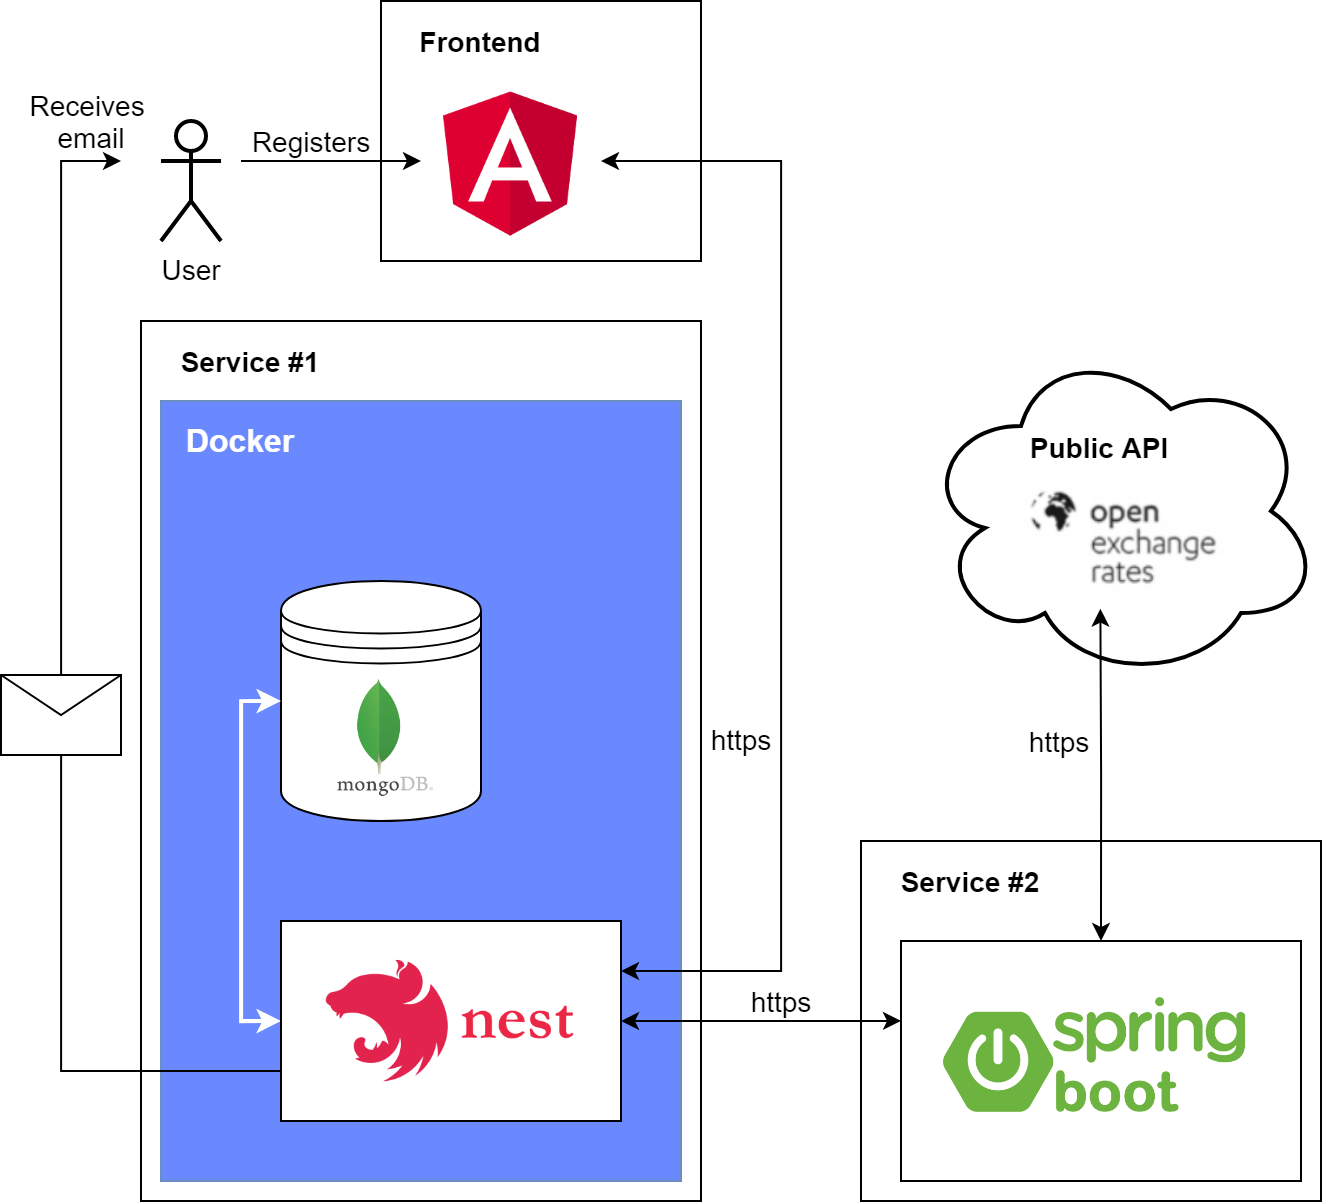 Frontend
Receives
email
Registers
User
Service #1
Docker
Public API
open
exchange
rates
mongoDB
https
https
Service #2
https
nest
spring
boot